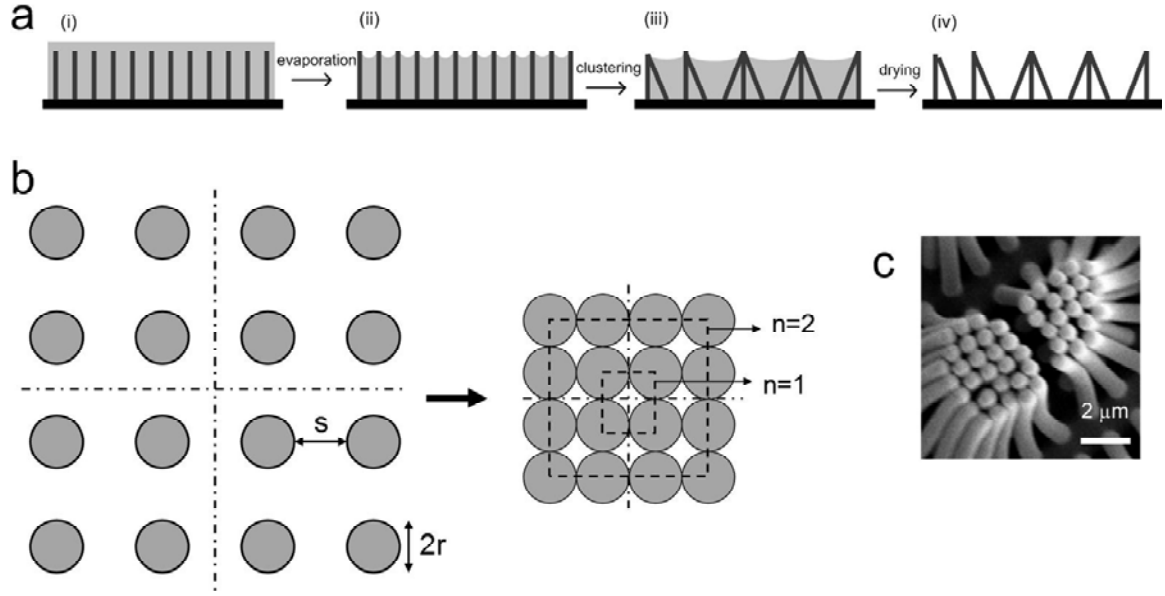 a
(i)
(ii)
(iii)
(iv)
evaporation
clustering
drying
b
s
2r
n=2
n=1
c
2 μm